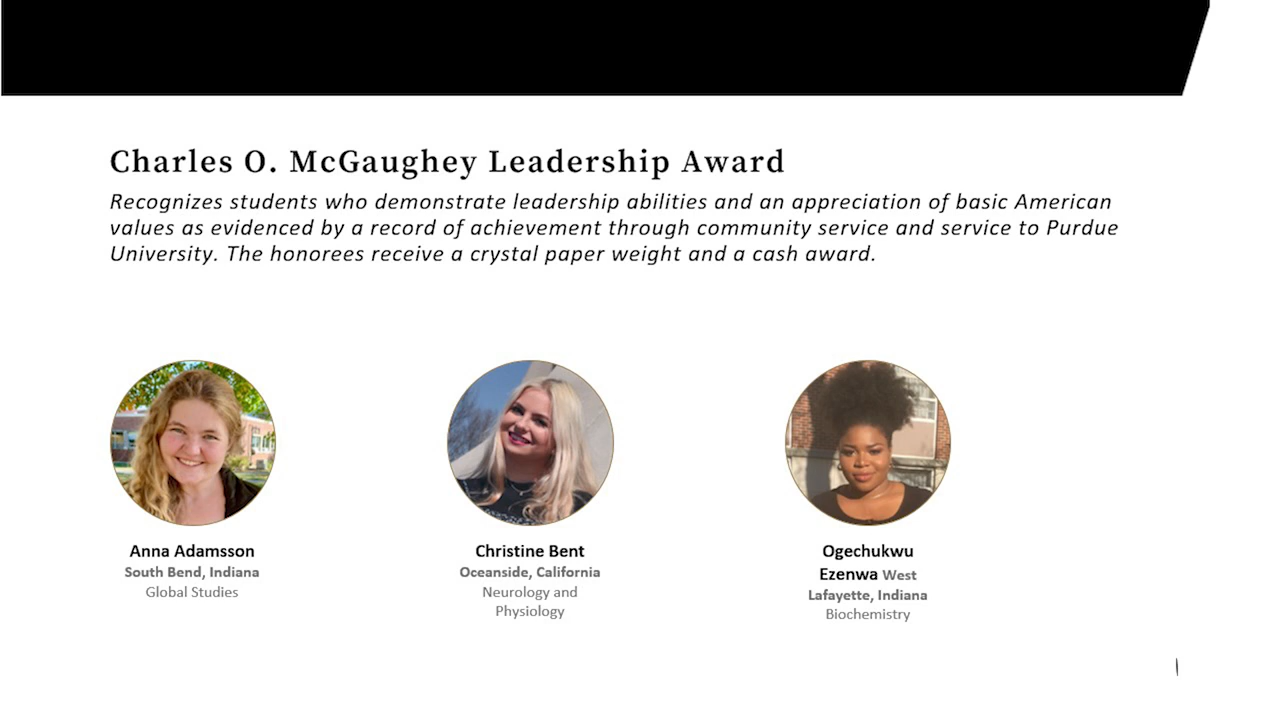 Charles O. McGaughey Leadership Award
Recognizes students who demonstrate leadership abilities and an appreciation of basic American
values as evidenced by a record of achievement through community service and service to Purdue
University. The honorees receive a crystal paper weight and a cash award.
Anna Adamsson
South Bend, Indiana
Global Studies
Christine Bent
Oceanside, California
Neurology and
Physiology
Ogechukwu
Ezenwa West
Lafayette, Indiana
Biochemistry